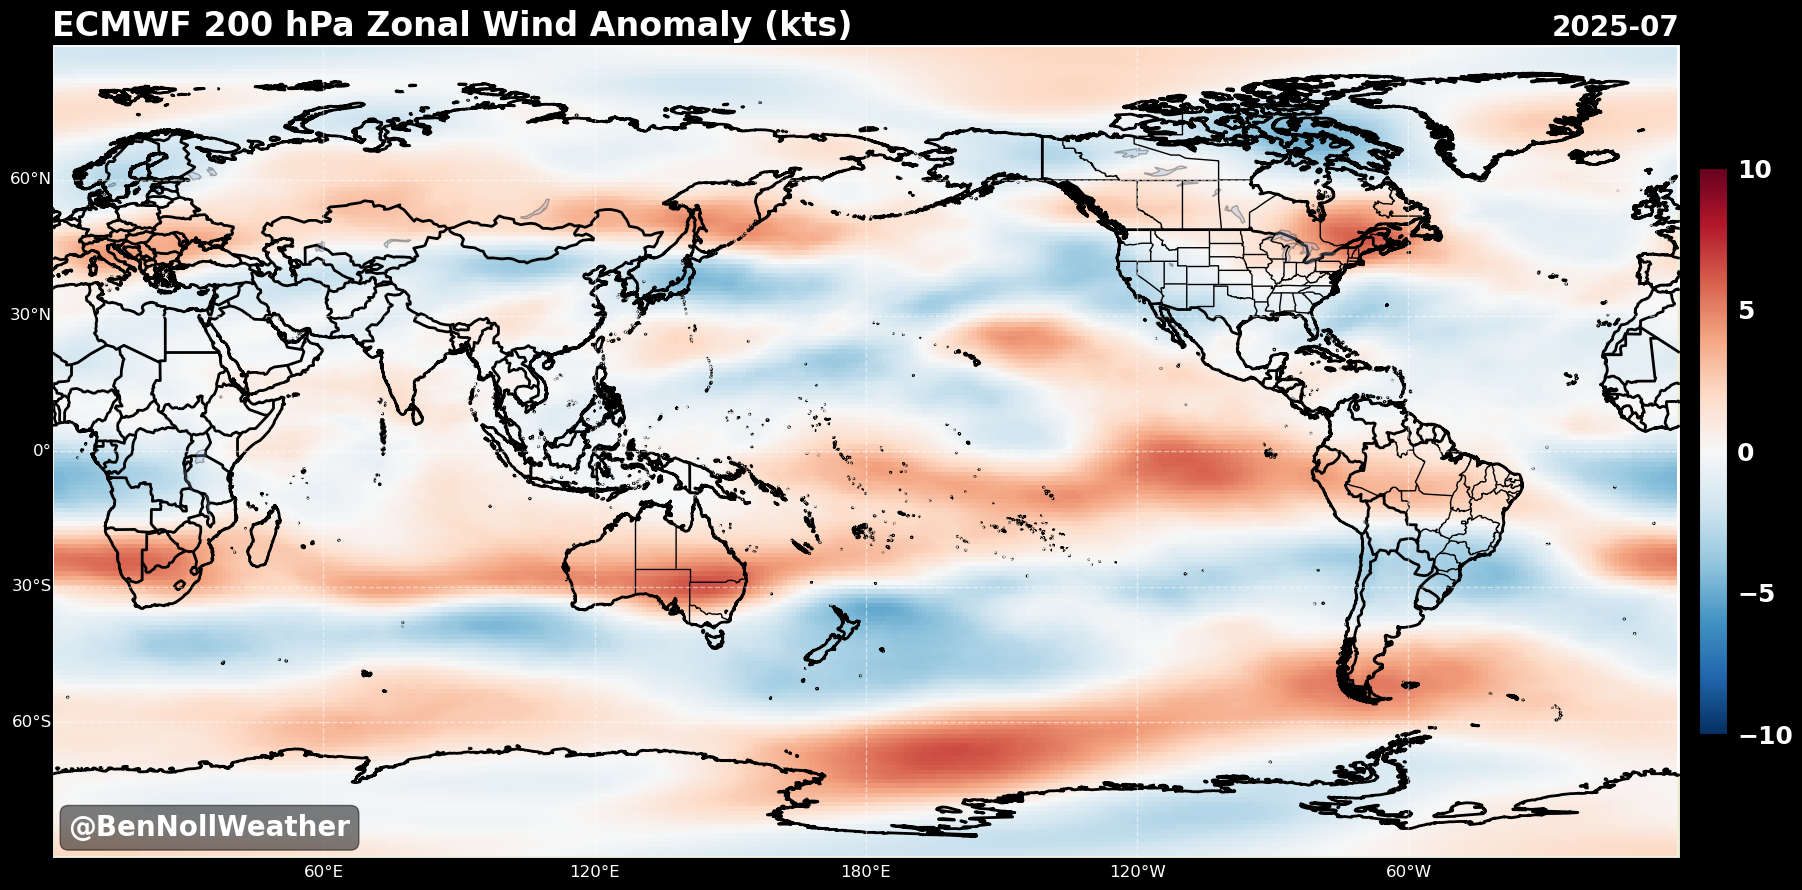 ECMWF 200 hPa Zonal Wind Anomaly (kts)
2025-07
60°N
30°N
0°
30°S
60°S
60°E
120°E
180°E
120°W
60°W
10
5
0
−5
−10
@BenNollWeather